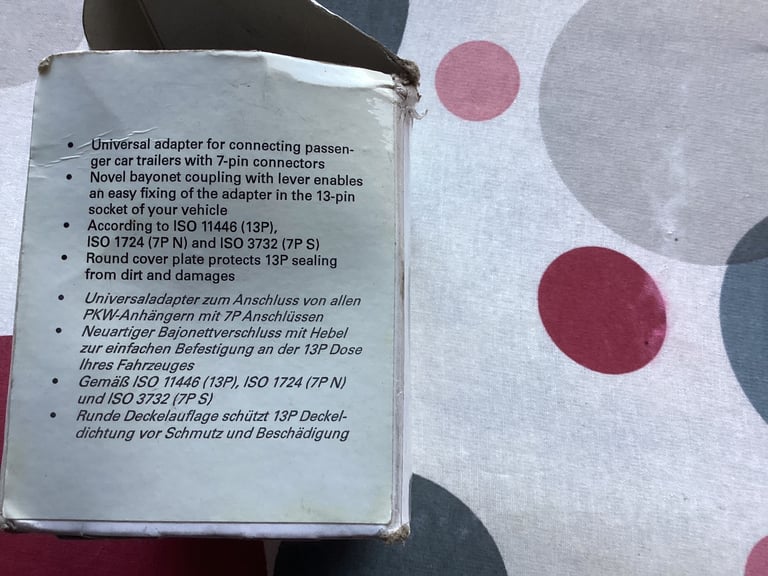 • Universal adapter for connecting passen-
ger car trailers with 7-pin connectors
• Novel bayonet coupling with lever enables
an easy fixing of the adapter in the 13-pin
socket of your vehicle
• According to ISO 11446 (13P),
ISO 1724 (7P N) and ISO 3732 (7P S)
• Round cover plate protects 13P sealing
from dirt and damages
• Universaladapter zum Anschluss von allen
PKW-Anhängern mit 7P Anschlüssen
• Neuartiger Bajonettverschluss mit Hebel
zur einfachen Befestigung an der 13P Dose
Ihres Fahrzeuges
• Gemäß ISO 11446 (13P), ISO 1724 (7P N)
und ISO 3732 (7P S)
• Runde Deckelauflage schützt 13P Deckel-
dichtung vor Schmutz und Beschädigung